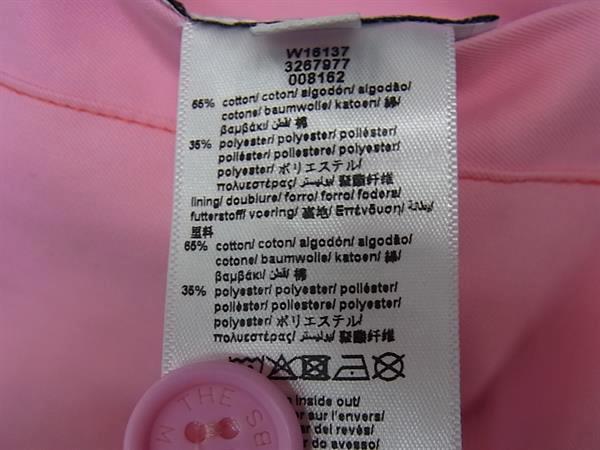 W16137
3267977
008162
65% cotton/ coton/ algodón/ algodão/
cotone/ baumwolle/ katoen/ 綿/
βαμβάκι/ قطن/ 棉
35% polyester/ polyester/ poliéster/
poliéster/ poliestere/ polyester/
polyester/ ポリエステル/
πολυεστέρας/ بوليستر/ 聚酯纤维
lining/ doublure/ forro/ forro/ fodera/
futterstoff/ voering/ 裏地/ Επένδυση/ بطانة/
里料
65% cotton/ coton/ algodón/ algodão/
cotone/ baumwolle/ katoen/ 綿/
βαμβάκι/ قطن/ 棉
35% polyester/ polyester/ poliéster/
poliéster/ poliestere/ polyester/
polyester/ ポリエステル/
πολυεστέρας/ بوليستر/ 聚酯纤维
inside out/
sur l'envers/
del revés/
do avesso/
M THE SB